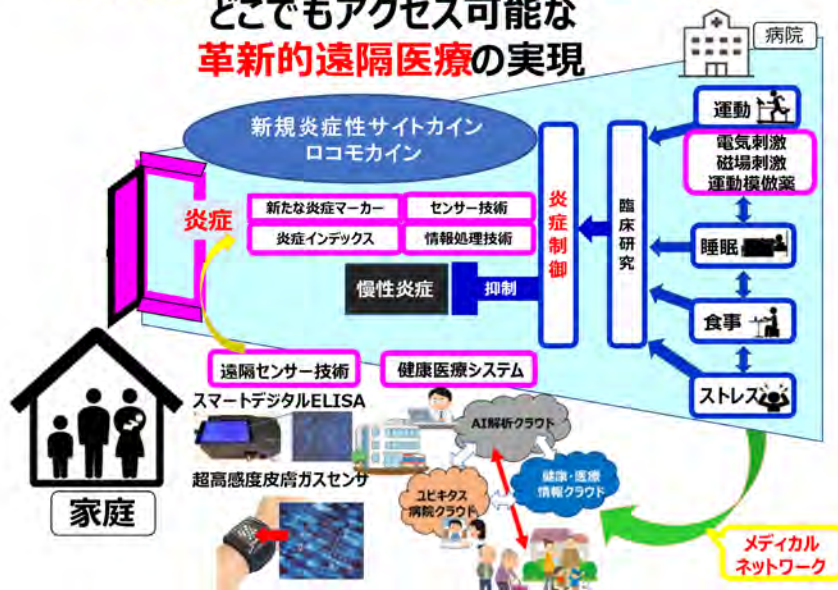 どこでもアクセス可能な
革新的遠隔医療の実現
病院
新規炎症性サイトカイン
ロコモカイン
運動
電気刺激
磁場刺激
運動模倣薬
炎症
新たな炎症マーカー
センサー技術
炎症インデックス
情報処理技術
炎症制御
臨床研究
睡眠
慢性炎症
抑制
食事
ストレス
遠隔センサー技術
健康医療システム
スマートデジタルELISA
AI解析クラウド
超高感度皮膚ガスセンサ
健康・医療
情報クラウド
ユビキタス
病院クラウド
家庭
メディカル
ネットワーク